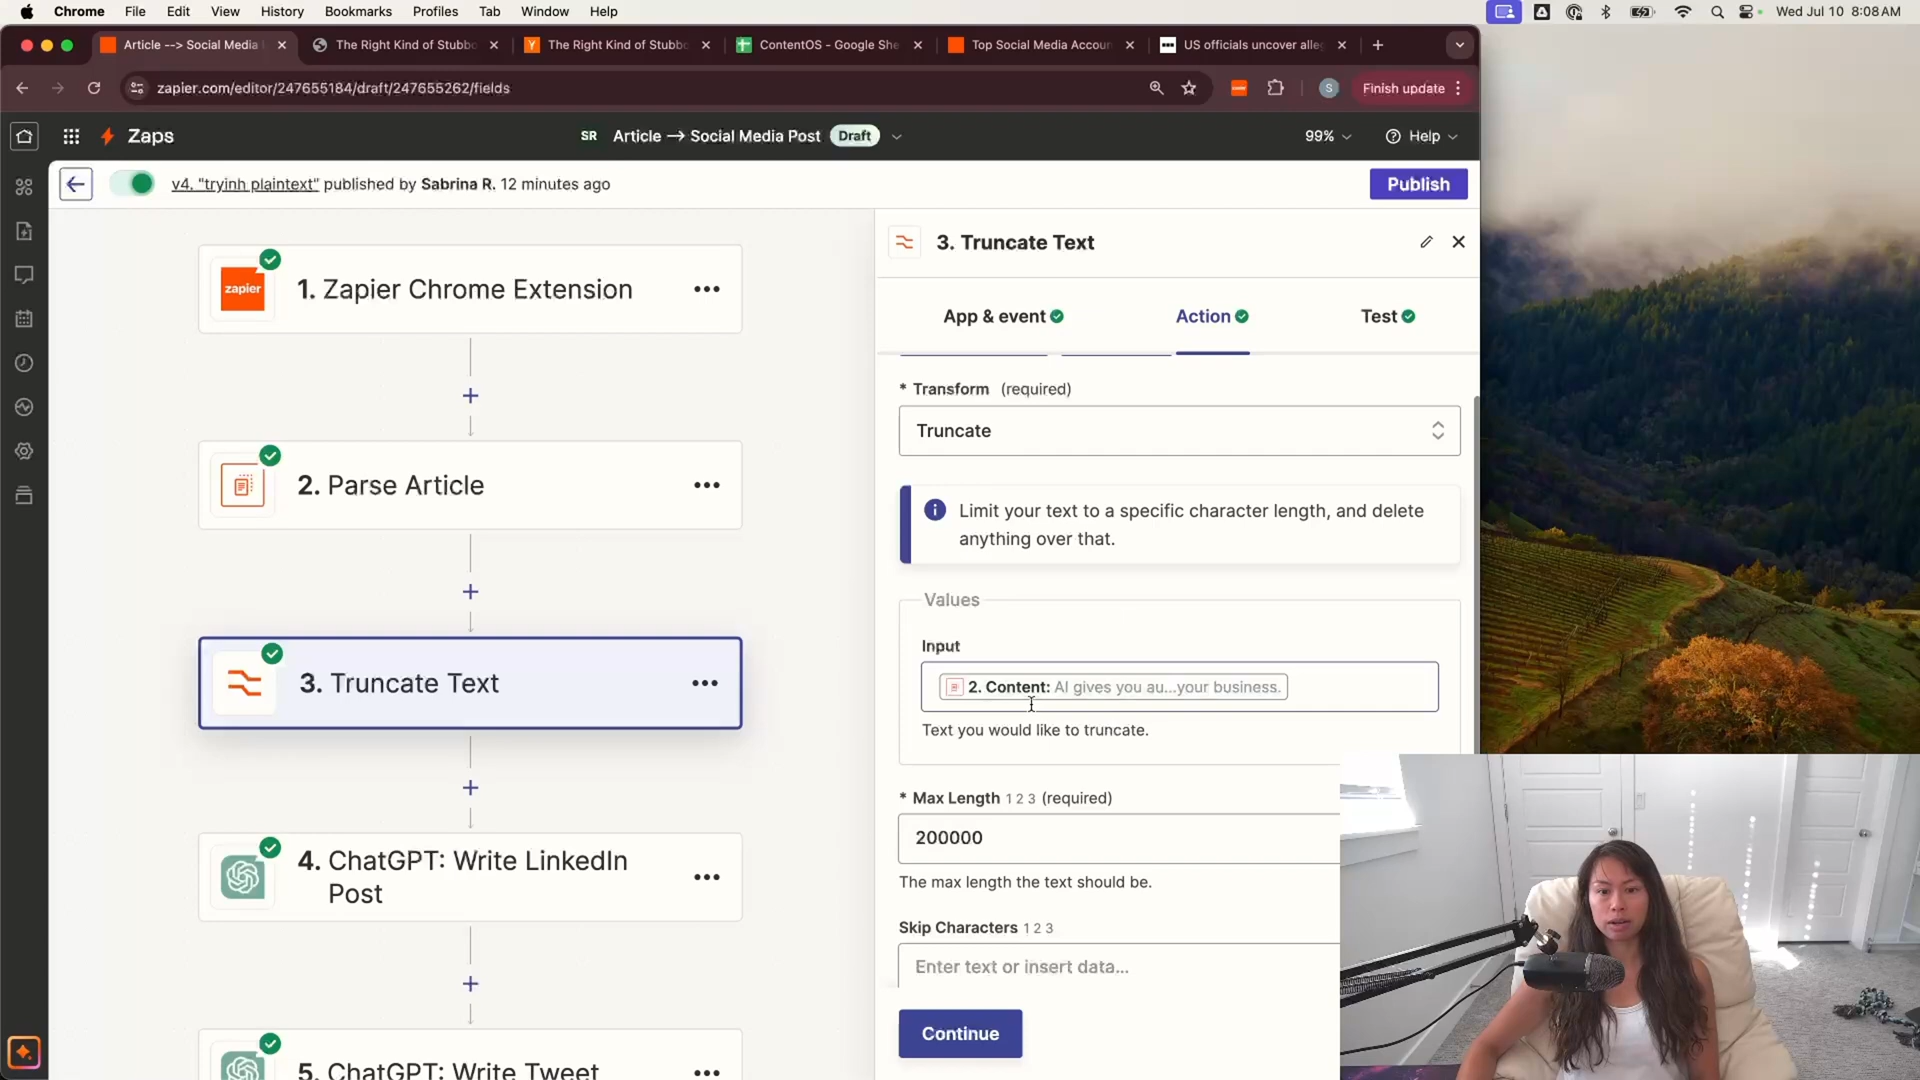 Chrome File Edit View History Bookmarks Profiles Tab Window Help Wed Jul 10 8:08 AM
Article --> Social Media The Right Kind of Stubbo The Right Kind of Stubbo ContentOS - Google She Top Social Media Accoun US officials uncover alle
zapier.com/editor/247655184/draft/247655262/fields S Finish update
Zaps SR Article → Social Media Post Draft 99% Help
v4. "tryinh plaintext" published by Sabrina R. 12 minutes ago Publish
zapier
1. Zapier Chrome Extension
2. Parse Article
3. Truncate Text
4. ChatGPT: Write LinkedIn
Post
5. ChatGPT: Write Tweet
3. Truncate Text
App & event Action Test
* Transform (required)
Truncate
Limit your text to a specific character length, and delete
anything over that.
Values
Input
2. Content: AI gives you au...your business.
Text you would like to truncate.
* Max Length 1 2 3 (required)
200000
The max length the text should be.
Skip Characters 1 2 3
Enter text or insert data...
Continue